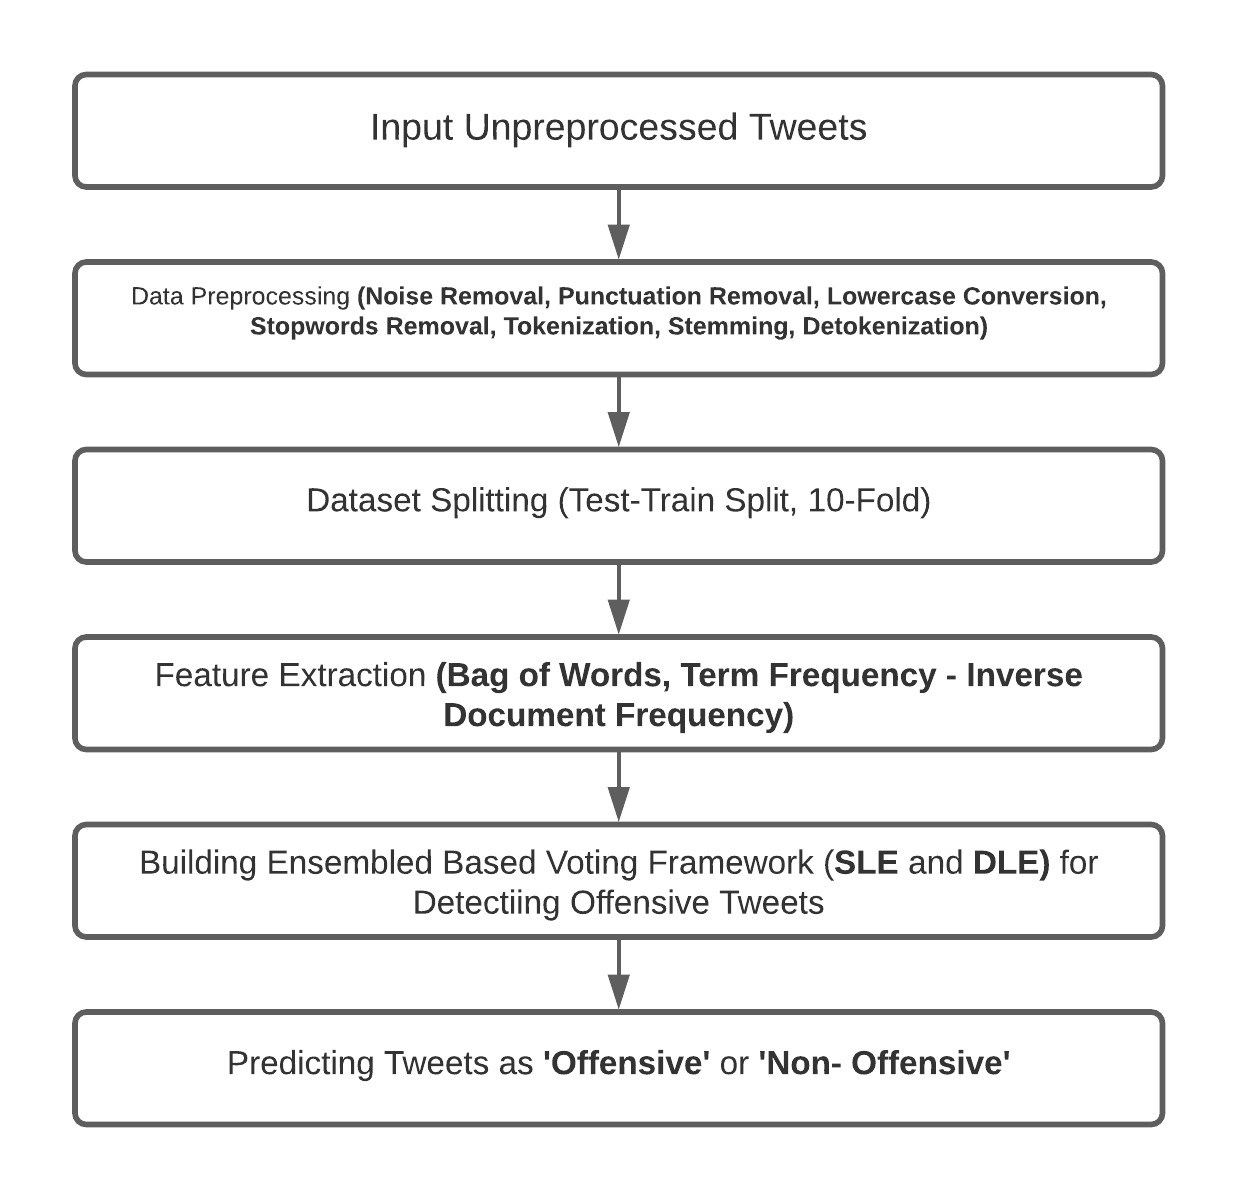 Input Unpreprocessed Tweets
Data Preprocessing (Noise Removal, Punctuation Removal, Lowercase Conversion,
Stopwords Removal, Tokenization, Stemming, Detokenization)
Dataset Splitting (Test-Train Split, 10-Fold)
Feature Extraction (Bag of Words, Term Frequency - Inverse
Document Frequency)
Building Ensembled Based Voting Framework (SLE and DLE) for
Detectiing Offensive Tweets
Predicting Tweets as 'Offensive' or 'Non- Offensive'